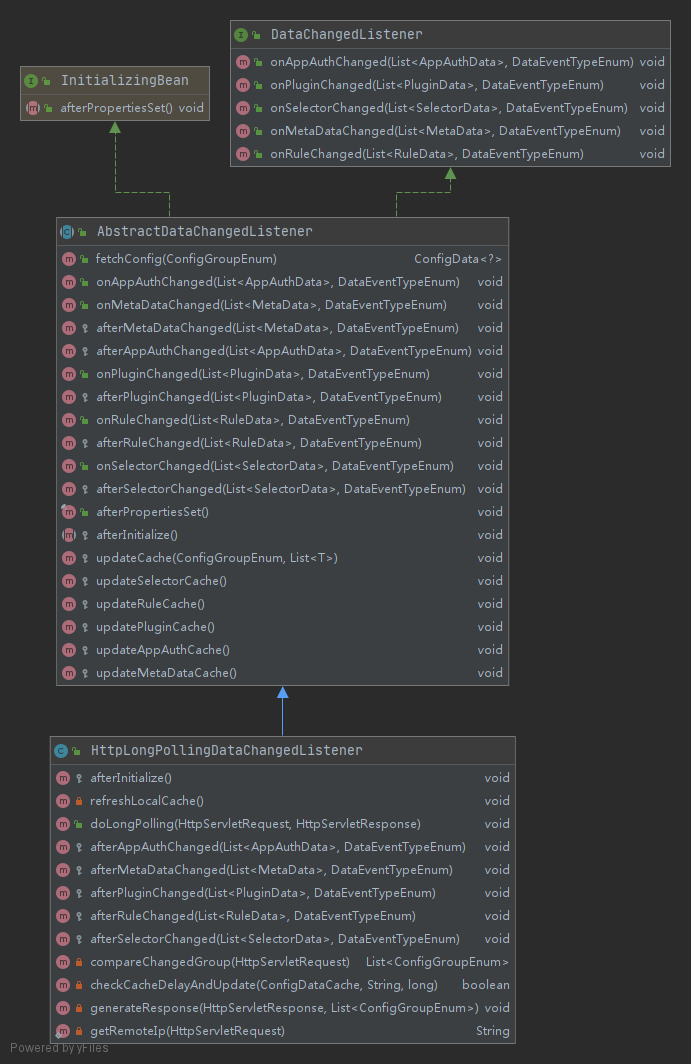 DataChangedListener
onAppAuthChanged(List<AppAuthData>, DataEventTypeEnum) void
onPluginChanged(List<PluginData>, DataEventTypeEnum) void
onSelectorChanged(List<SelectorData>, DataEventTypeEnum) void
onMetaDataChanged(List<MetaData>, DataEventTypeEnum) void
onRuleChanged(List<RuleData>, DataEventTypeEnum) void
InitializingBean
afterPropertiesSet() void
AbstractDataChangedListener
fetchConfig(ConfigGroupEnum) ConfigData<?>
onAppAuthChanged(List<AppAuthData>, DataEventTypeEnum) void
onMetaDataChanged(List<MetaData>, DataEventTypeEnum) void
afterMetaDataChanged(List<MetaData>, DataEventTypeEnum) void
afterAppAuthChanged(List<AppAuthData>, DataEventTypeEnum) void
onPluginChanged(List<PluginData>, DataEventTypeEnum) void
afterPluginChanged(List<PluginData>, DataEventTypeEnum) void
onRuleChanged(List<RuleData>, DataEventTypeEnum) void
afterRuleChanged(List<RuleData>, DataEventTypeEnum) void
onSelectorChanged(List<SelectorData>, DataEventTypeEnum) void
afterSelectorChanged(List<SelectorData>, DataEventTypeEnum) void
afterPropertiesSet() void
afterInitialize() void
updateCache(ConfigGroupEnum, List<T>) void
updateSelectorCache() void
updateRuleCache() void
updatePluginCache() void
updateAppAuthCache() void
updateMetaDataCache() void
HttpLongPollingDataChangedListener
afterInitialize() void
refreshLocalCache() void
doLongPolling(HttpServletRequest, HttpServletResponse) void
afterAppAuthChanged(List<AppAuthData>, DataEventTypeEnum) void
afterMetaDataChanged(List<MetaData>, DataEventTypeEnum) void
afterPluginChanged(List<PluginData>, DataEventTypeEnum) void
afterRuleChanged(List<RuleData>, DataEventTypeEnum) void
afterSelectorChanged(List<SelectorData>, DataEventTypeEnum) void
compareChangedGroup(HttpServletRequest) List<ConfigGroupEnum>
checkCacheDelayAndUpdate(ConfigDataCache, String, long) boolean
generateResponse(HttpServletResponse, List<ConfigGroupEnum>) void
getRemoteIp(HttpServletRequest) String
Powered by yFiles